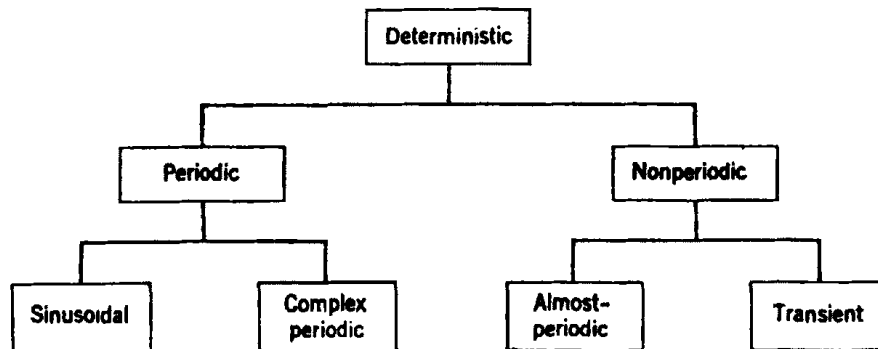 Deterministic
Periodic
Nonperiodic
Sinusoidal
Complex
periodic
Almost-
periodic
Transient